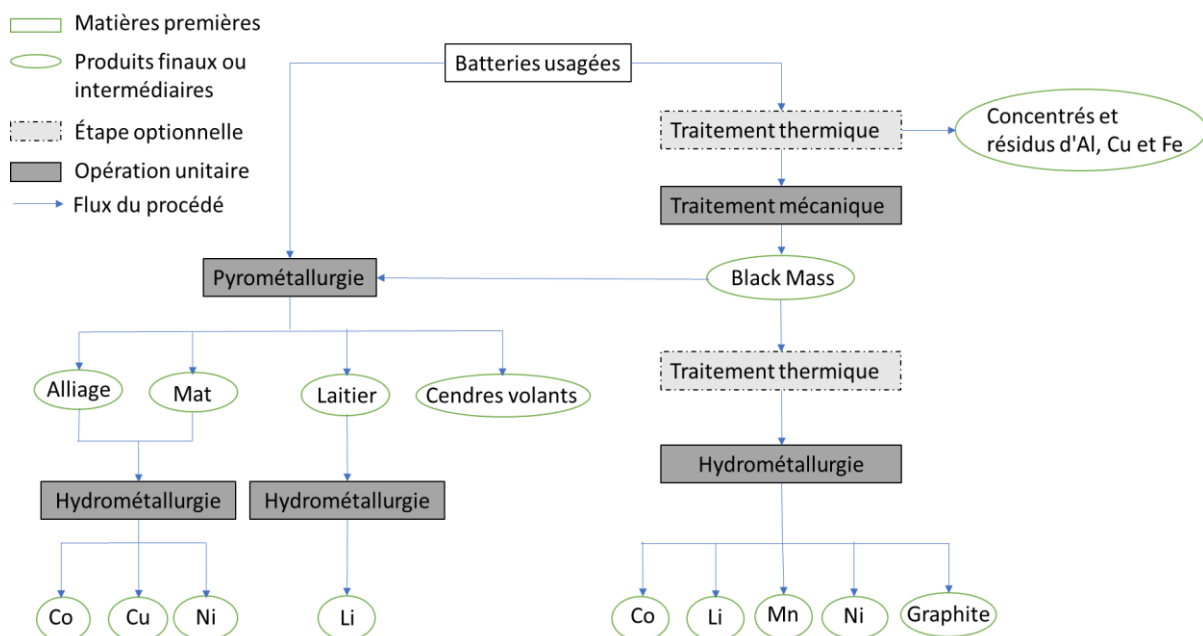 Matières premières
Produits finaux ou
intermédiaires
Étape optionnelle
Opération unitaire
Flux du procédé
Batteries usagées
Traitement thermique
Concentrés et
résidus d'Al, Cu et Fe
Traitement mécanique
Pyrométallurgie
Black Mass
Alliage
Mat
Laitier
Cendres volants
Traitement thermique
Hydrométallurgie
Hydrométallurgie
Hydrométallurgie
Co
Cu
Ni
Li
Co
Li
Mn
Ni
Graphite